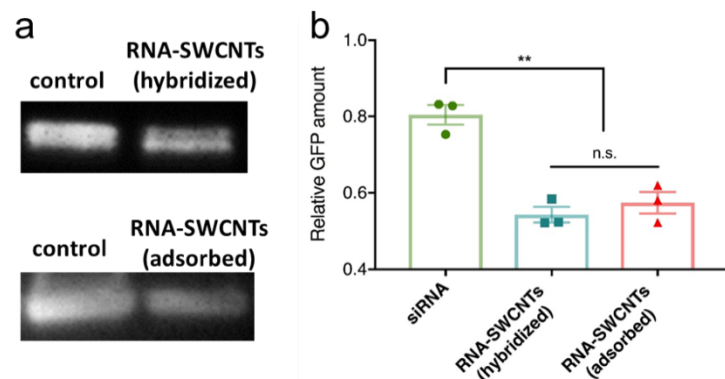 a
control
RNA-SWCNTs
(hybridized)
control
RNA-SWCNTs
(adsorbed)
b
Relative GFP amount
1.0
0.8
0.6
0.4
**
n.s.
siRNA
RNA-SWCNTs
(hybridized)
RNA-SWCNTs
(adsorbed)